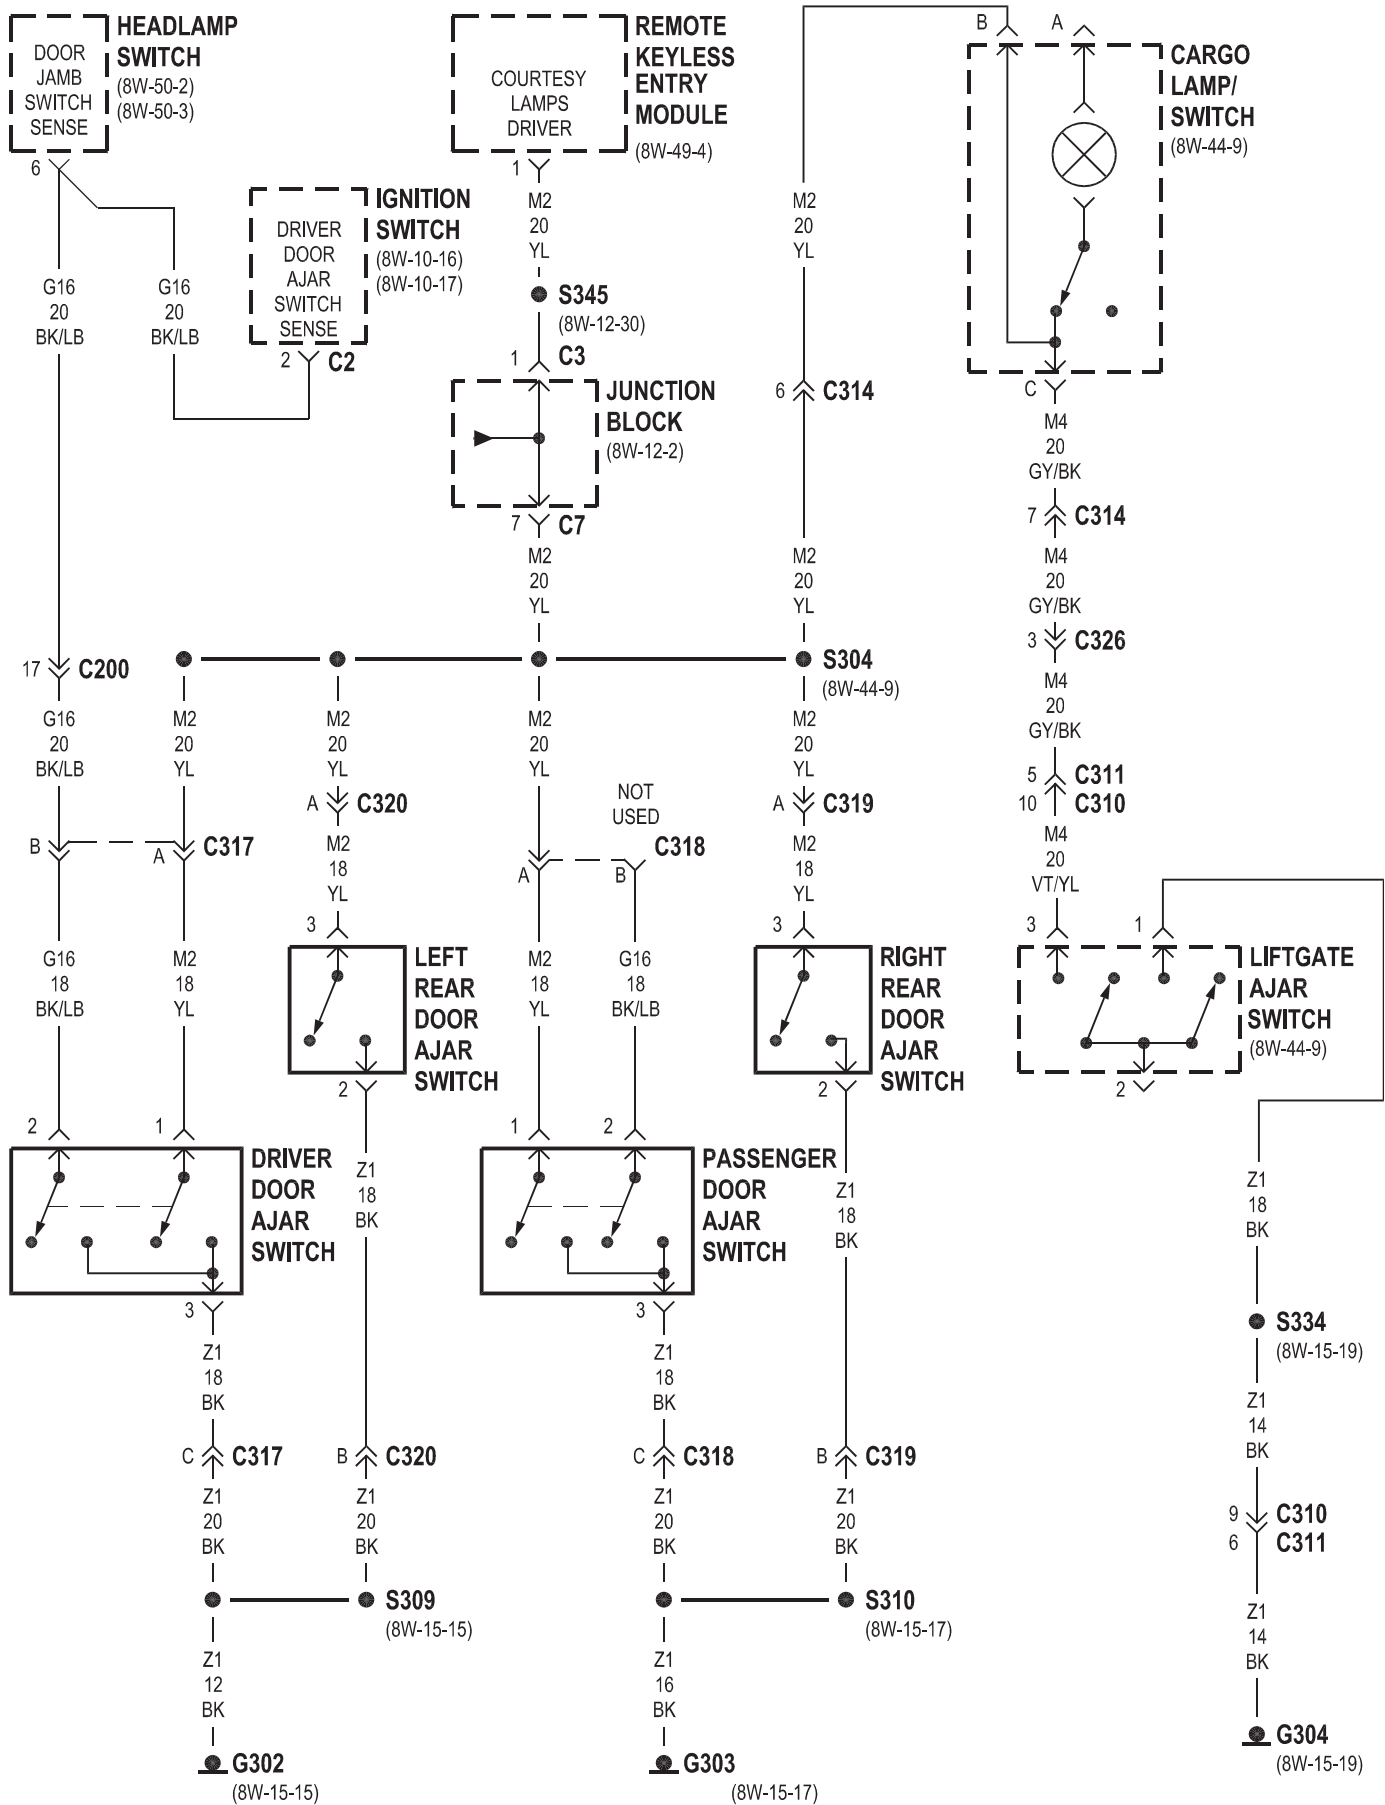 HEADLAMP
SWITCH
(8W-50-2)
(8W-50-3)
DOOR
JAMB
SWITCH
SENSE
6
REMOTE
KEYLESS
ENTRY
MODULE
(8W-49-4)
COURTESY
LAMPS
DRIVER
1
B
A
CARGO
LAMP/
SWITCH
(8W-44-9)
IGNITION
SWITCH
(8W-10-16)
(8W-10-17)
DRIVER
DOOR
AJAR
SWITCH
SENSE
2
C2
M2
20
YL
M2
20
YL
G16
20
BK/LB
G16
20
BK/LB
S345
(8W-12-30)
1
C3
JUNCTION
BLOCK
(8W-12-2)
7
C7
6
C314
C
M4
20
GY/BK
7
C314
M2
20
YL
M2
20
YL
M4
20
GY/BK
3
C326
17
C200
S304
(8W-44-9)
M4
20
GY/BK
G16
20
BK/LB
M2
20
YL
M2
20
YL
M2
20
YL
M2
20
YL
5
C311
10
C310
A
C320
NOT
USED
A
C319
B
A
C317
M2
18
YL
A
B
C318
M2
18
YL
M4
20
VT/YL
3
3
3
1
G16
18
BK/LB
M2
18
YL
LEFT
REAR
DOOR
AJAR
SWITCH
M2
18
YL
G16
18
BK/LB
RIGHT
REAR
DOOR
AJAR
SWITCH
LIFTGATE
AJAR
SWITCH
(8W-44-9)
2
2
2
2
1
1
2
DRIVER
DOOR
AJAR
SWITCH
Z1
18
BK
PASSENGER
DOOR
AJAR
SWITCH
Z1
18
BK
Z1
18
BK
3
3
S334
(8W-15-19)
Z1
18
BK
Z1
18
BK
Z1
14
BK
C
C317
B
C320
C
C318
B
C319
Z1
20
BK
Z1
20
BK
Z1
20
BK
Z1
20
BK
9
C310
6
C311
S309
(8W-15-15)
S310
(8W-15-17)
Z1
14
BK
Z1
12
BK
Z1
16
BK
G302
(8W-15-15)
G303
(8W-15-17)
G304
(8W-15-19)